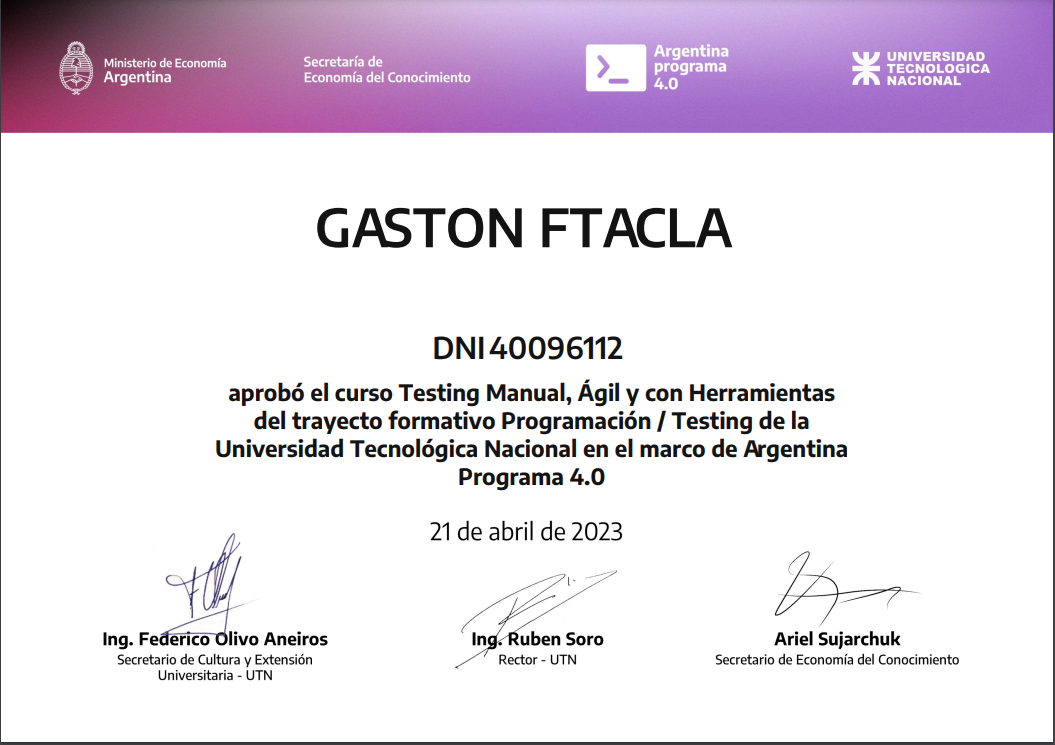 Ministerio de Economía
Argentina
Secretaría de
Economía del Conocimiento
Argentina
programa
4.0
UNIVERSIDAD
TECNOLOGICA
NACIONAL
GASTON FTACLA
DNI 40096112
aprobó el curso Testing Manual, Ágil y con Herramientas
del trayecto formativo Programación / Testing de la
Universidad Tecnológica Nacional en el marco de Argentina
Programa 4.0
21 de abril de 2023
Ing. Federico Olivo Aneiros
Secretario de Cultura y Extensión
Universitaria - UTN
Ing. Ruben Soro
Rector - UTN
Ariel Sujarchuk
Secretario de Economía del Conocimiento